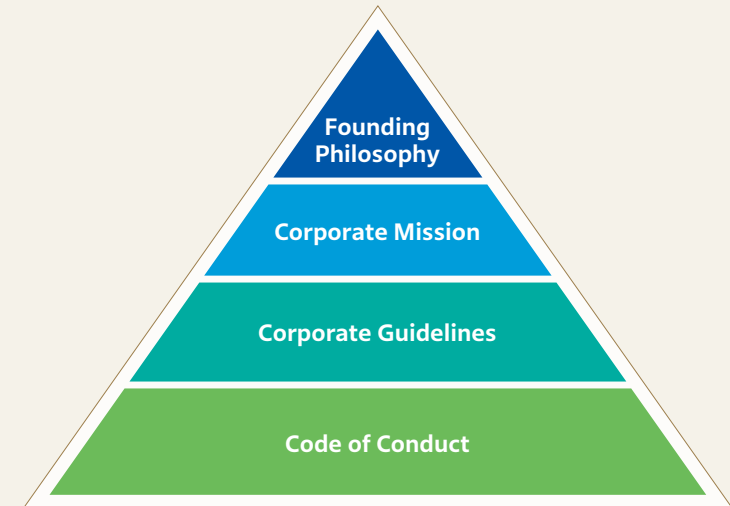 Founding
Philosophy
Corporate Mission
Corporate Guidelines
Code of Conduct